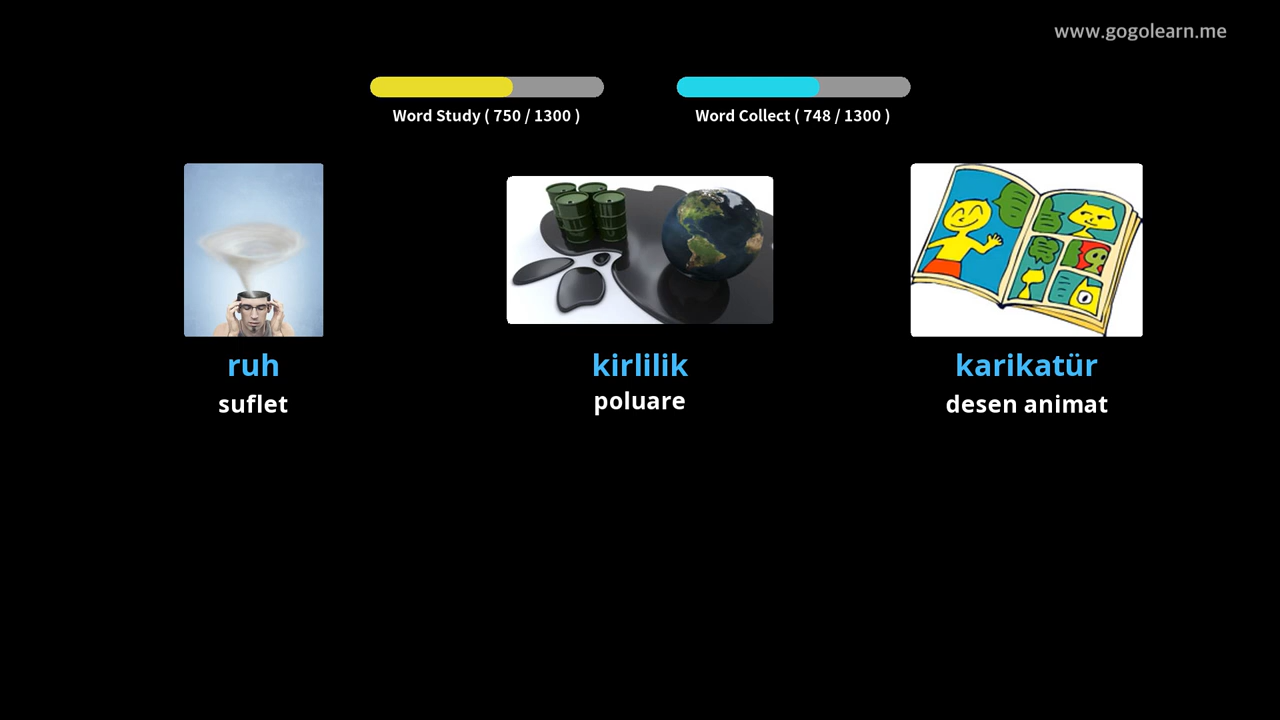 www.gogolearn.me
Word Study ( 750 / 1300 )
Word Collect ( 748 / 1300 )
ruh
suflet
kirlilik
poluare
karikatür
desen animat